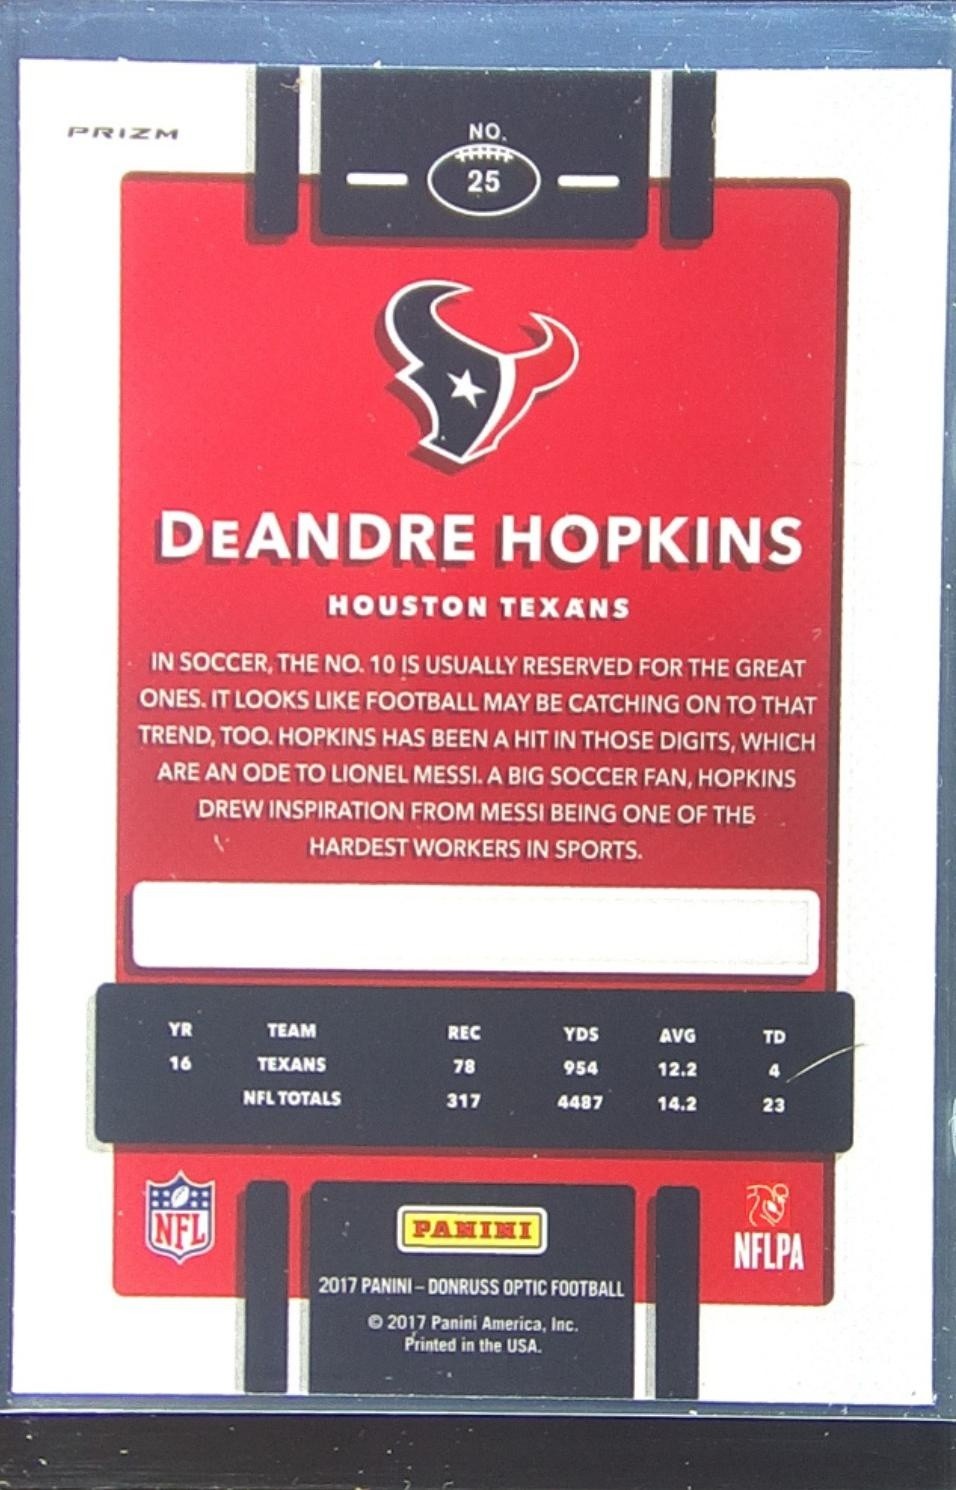 PRIZM
NO.
25
DeANDRE HOPKINS
HOUSTON TEXANS
IN SOCCER, THE NO. 10 IS USUALLY RESERVED FOR THE GREAT
ONES. IT LOOKS LIKE FOOTBALL MAY BE CATCHING ON TO THAT
TREND, TOO. HOPKINS HAS BEEN A HIT IN THOSE DIGITS, WHICH
ARE AN ODE TO LIONEL MESSI. A BIG SOCCER FAN, HOPKINS
DREW INSPIRATION FROM MESSI BEING ONE OF THE
HARDEST WORKERS IN SPORTS.
YR TEAM REC YDS AVG TD
16 TEXANS 78 954 12.2 4
NFL TOTALS 317 4487 14.2 23
NFL
PANINI
NFLPA
2017 PANINI – DONRUSS OPTIC FOOTBALL
© 2017 Panini America, Inc.
Printed in the USA.